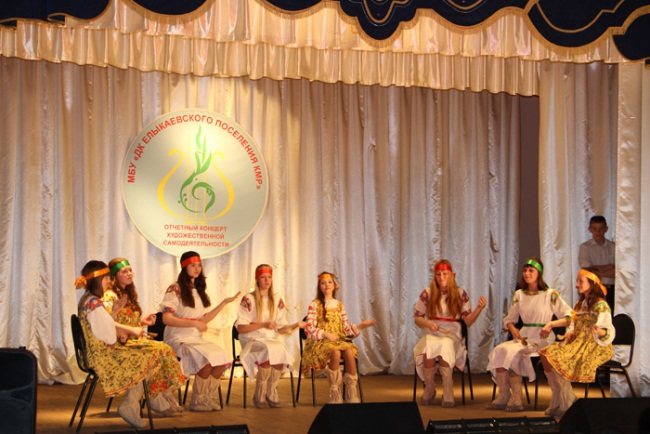 МБУ «ДК ЕЛЫКАЕВСКОГО ПОСЕЛЕНИЯ КМР»
ОТЧЕТНЫЙ КОНЦЕРТ
ХУДОЖЕСТВЕННОЙ
САМОДЕЯТЕЛЬНОСТИ